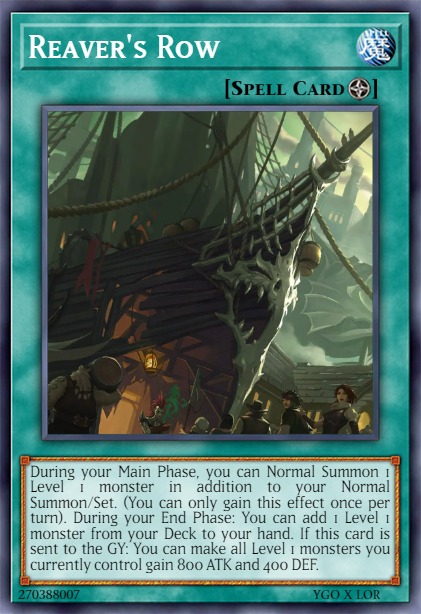 Reaver's Row
魔
[Spell Card]
During your Main Phase, you can Normal Summon 1
Level 1 monster in addition to your Normal
Summon/Set. (You can only gain this effect once per
turn). During your End Phase: You can add 1 Level 1
monster from your Deck to your hand. If this card is
sent to the GY: You can make all Level 1 monsters you
currently control gain 800 ATK and 400 DEF.
270388007
YGO X LOR